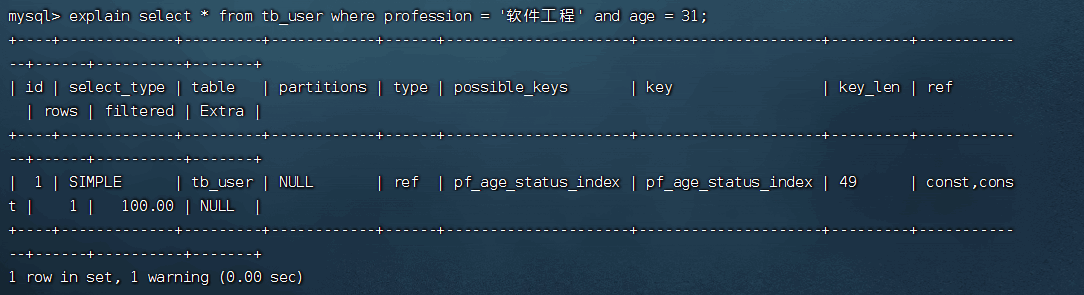 mysql> explain select * from tb_user where profession = '软件工程' and age = 31;
+----+-------------+---------+------------+------+---------------------+---------------------+---------+-----------
--+------+----------+-------+
| id | select_type | table   | partitions | type | possible_keys       | key                 | key_len | ref
  | rows | filtered | Extra |
+----+-------------+---------+------------+------+---------------------+---------------------+---------+-----------
--+------+----------+-------+
|  1 | SIMPLE      | tb_user | NULL       | ref  | pf_age_status_index | pf_age_status_index | 49      | const,cons
t |    1 |   100.00 | NULL  |
+----+-------------+---------+------------+------+---------------------+---------------------+---------+-----------
--+------+----------+-------+
1 row in set, 1 warning (0.00 sec)